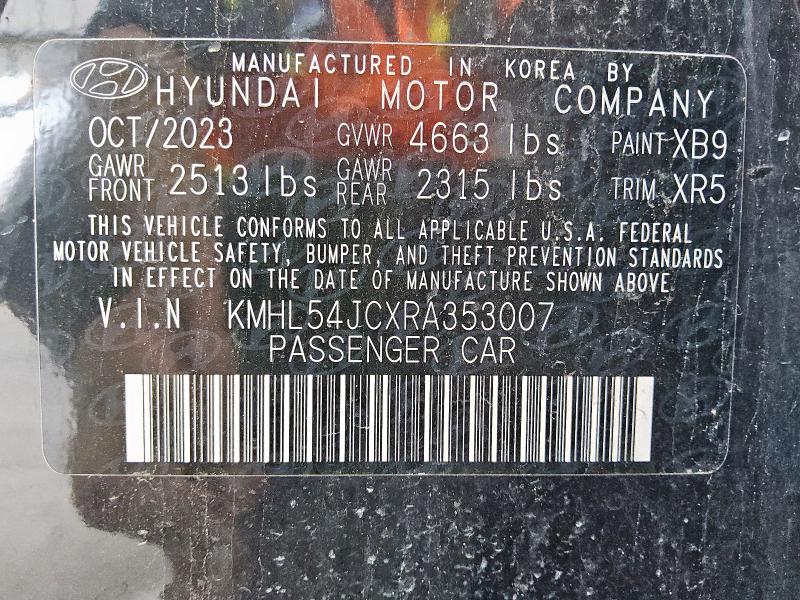 MANUFACTURED IN KOREA BY
HYUNDAI MOTOR COMPANY
OCT/2023 GVWR 4663 lbs PAINT XB9
GAWR FRONT 2513 lbs GAWR REAR 2315 lbs TRIM XR5
THIS VEHICLE CONFORMS TO ALL APPLICABLE U.S.A. FEDERAL
MOTOR VEHICLE SAFETY, BUMPER, AND THEFT PREVENTION STANDARDS
IN EFFECT ON THE DATE OF MANUFACTURE SHOWN ABOVE.
V.I.N KMHL54JCXRA353007
PASSENGER CAR